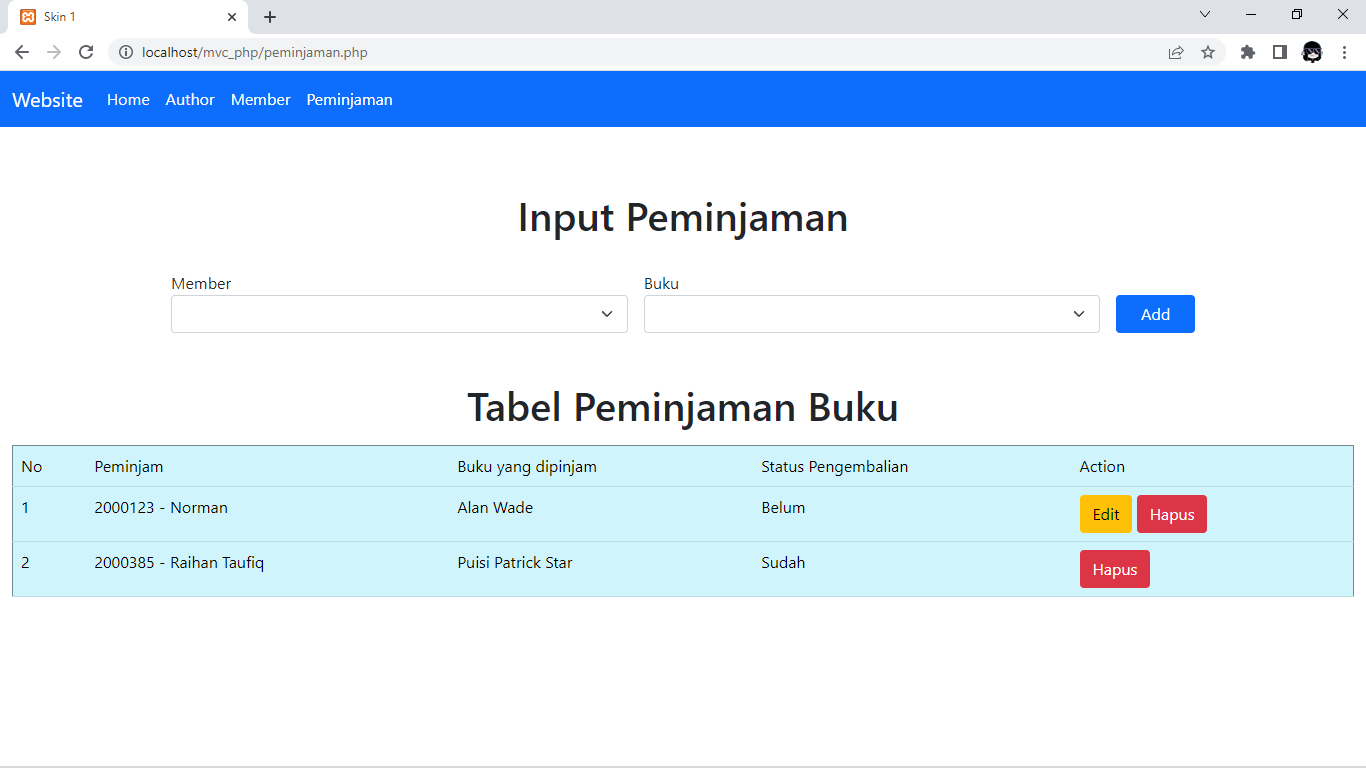 Skin 1
localhost/mvc_php/peminjaman.php
Website Home Author Member Peminjaman
Input Peminjaman
Member Buku
Add
Tabel Peminjaman Buku
No Peminjam Buku yang dipinjam Status Pengembalian Action
1 2000123 - Norman Alan Wade Belum Edit Hapus
2 2000385 - Raihan Taufiq Puisi Patrick Star Sudah Hapus